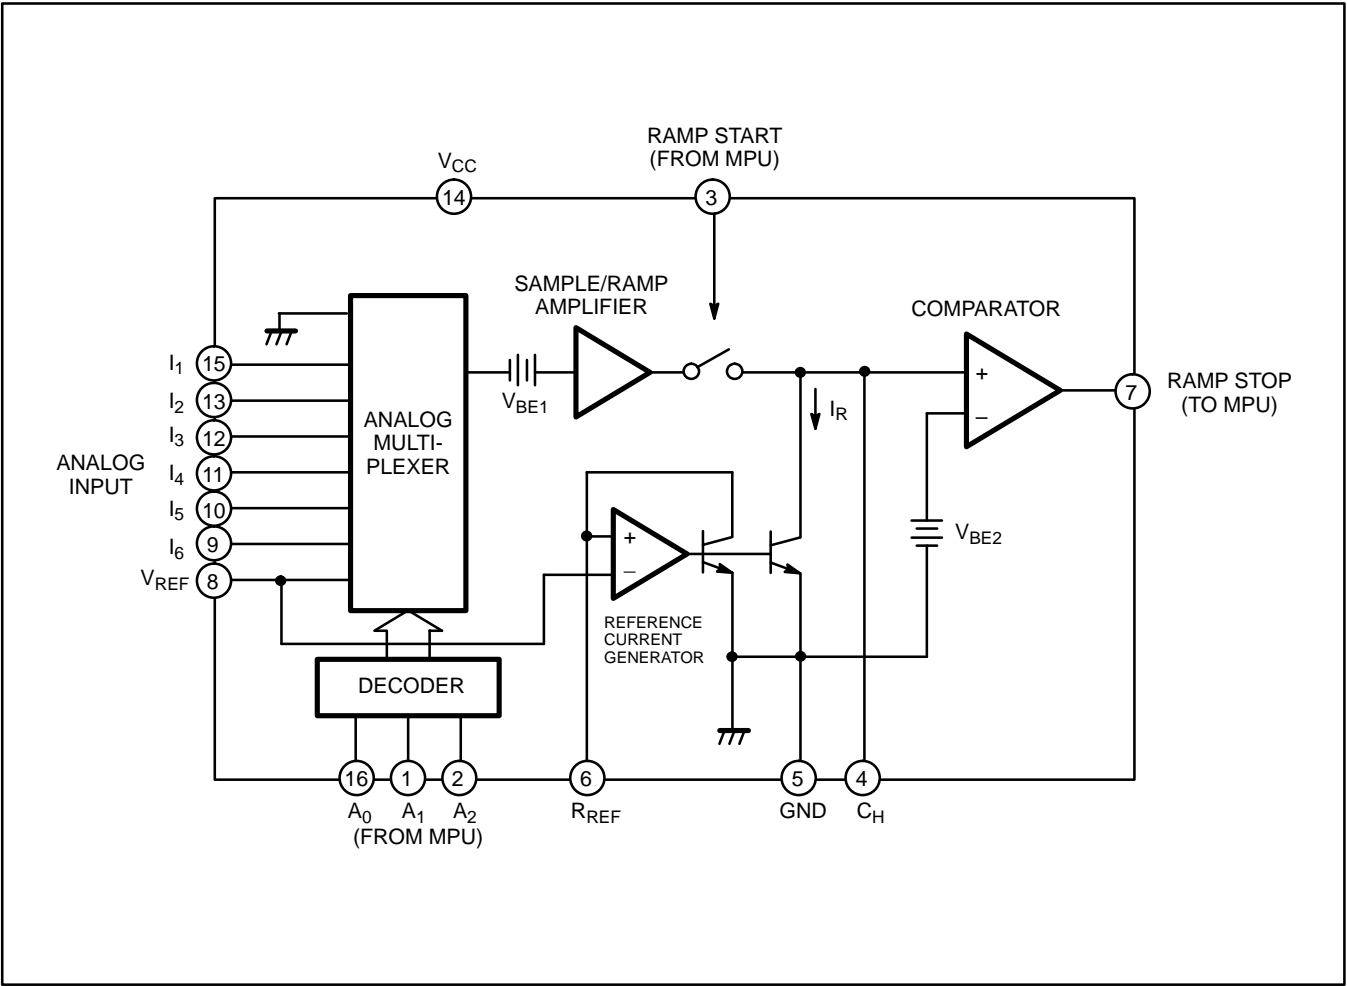 RAMP START
(FROM MPU)
VCC
14
3
SAMPLE/RAMP
AMPLIFIER
COMPARATOR
I1 15
I2 13
I3 12
I4 11
I5 10
I6 9
VREF 8
ANALOG
INPUT
ANALOG
MULTI-
PLEXER
VBE1
IR
+
–
7
RAMP STOP
(TO MPU)
+
–
VBE2
REFERENCE
CURRENT
GENERATOR
DECODER
16 1 2 6 5 4
A0 A1 A2 RREF GND CH
(FROM MPU)